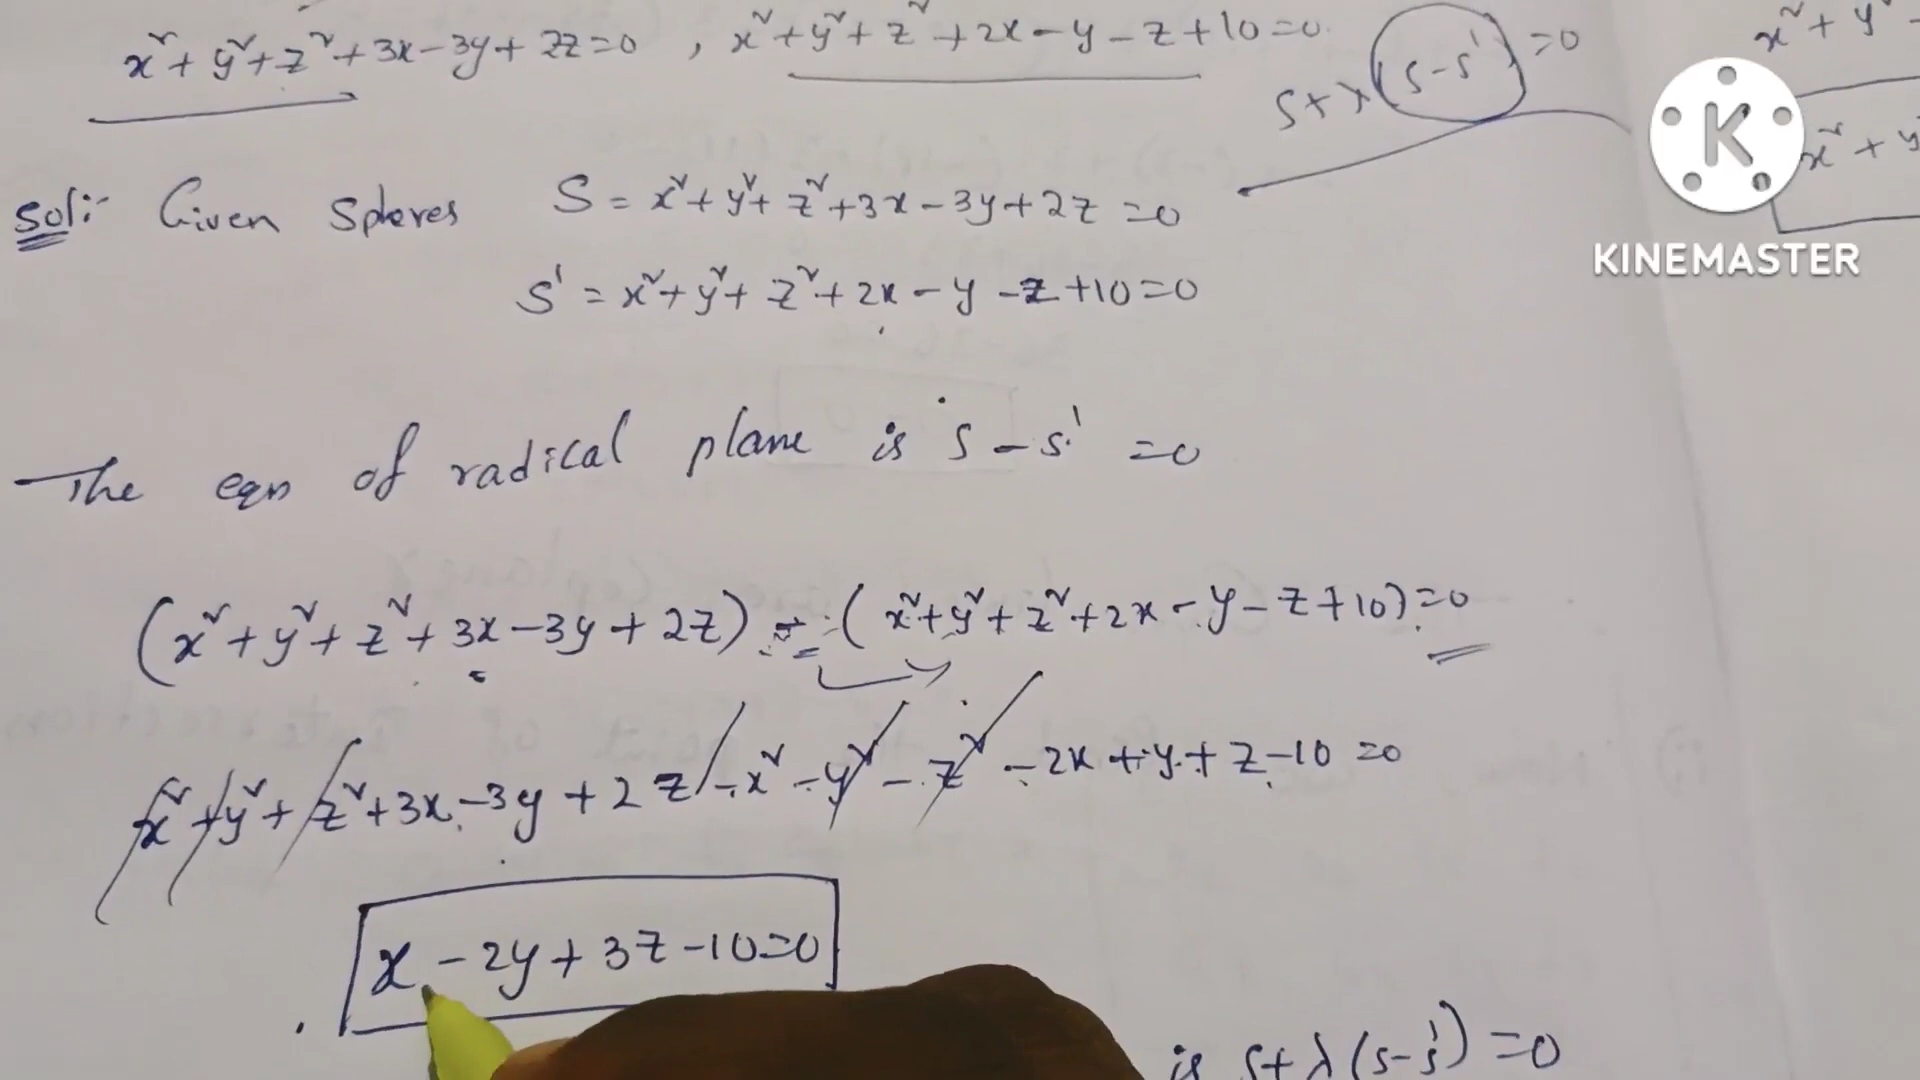 x²+y²+z²+3x-3y+2z=0 , x²+y²+z²+2x-y-z+10=0
S+λ(S-S')=0
x²+y
x²+y
KINEMASTER
Sol:- Given Spheres S = x²+y²+z²+3x-3y+2z=0
S' = x²+y²+z²+2x-y-z+10=0
The eqn of radical plane is S-S'=0
(x²+y²+z²+3x-3y+2z)-(x²+y²+z²+2x-y-z+10)=0
x²+y²+z²+3x-3y+2z-x²-y²-z²-2x+y+z-10=0
x-2y+3z-10=0
is S+λ(S-S')=0